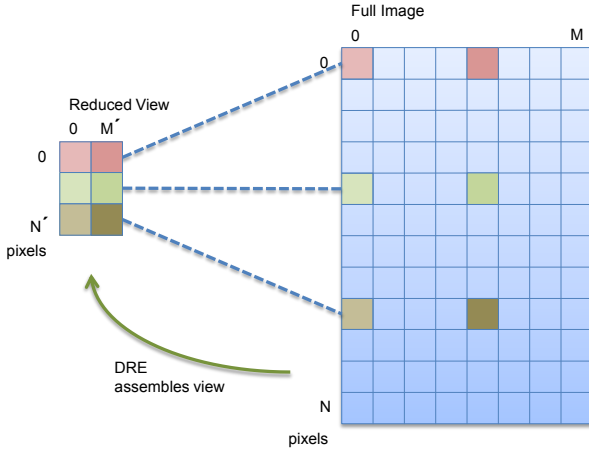 Full Image
0 M
0
Reduced View
0 M´
0
N´
pixels
DRE
assembles view
N
pixels